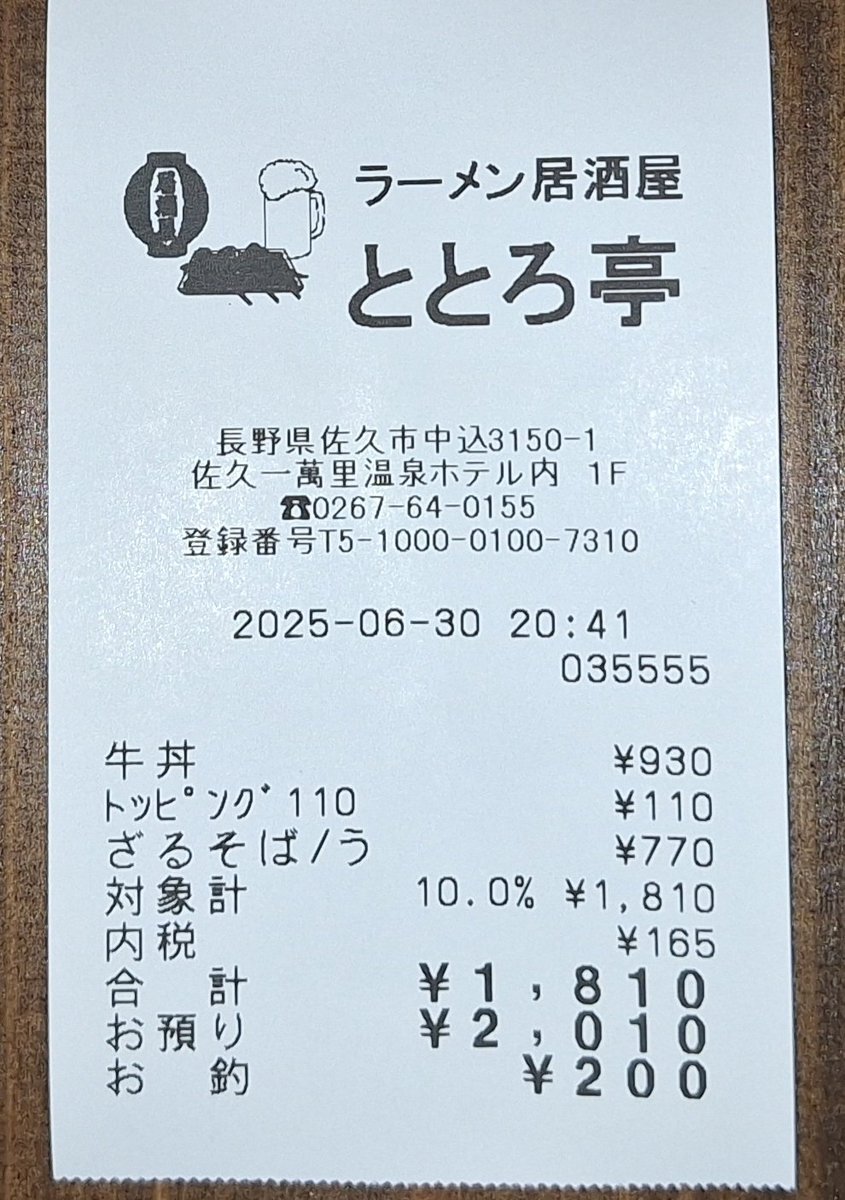 居酒屋
ラーメン居酒屋
ととろ亭
長野県佐久市中込3150-1
佐久一萬里温泉ホテル内 1F
☎0267-64-0155
登録番号T5-1000-0100-7310
2025-06-30 20:41
035555
牛丼 ¥930
ﾄｯﾋﾟﾝｸﾞ110 ¥110
ざるそば/う ¥770
対象計 10.0% ¥1,810
内税 ¥165
合計 ¥1,810
お預り ¥2,010
お釣 ¥200